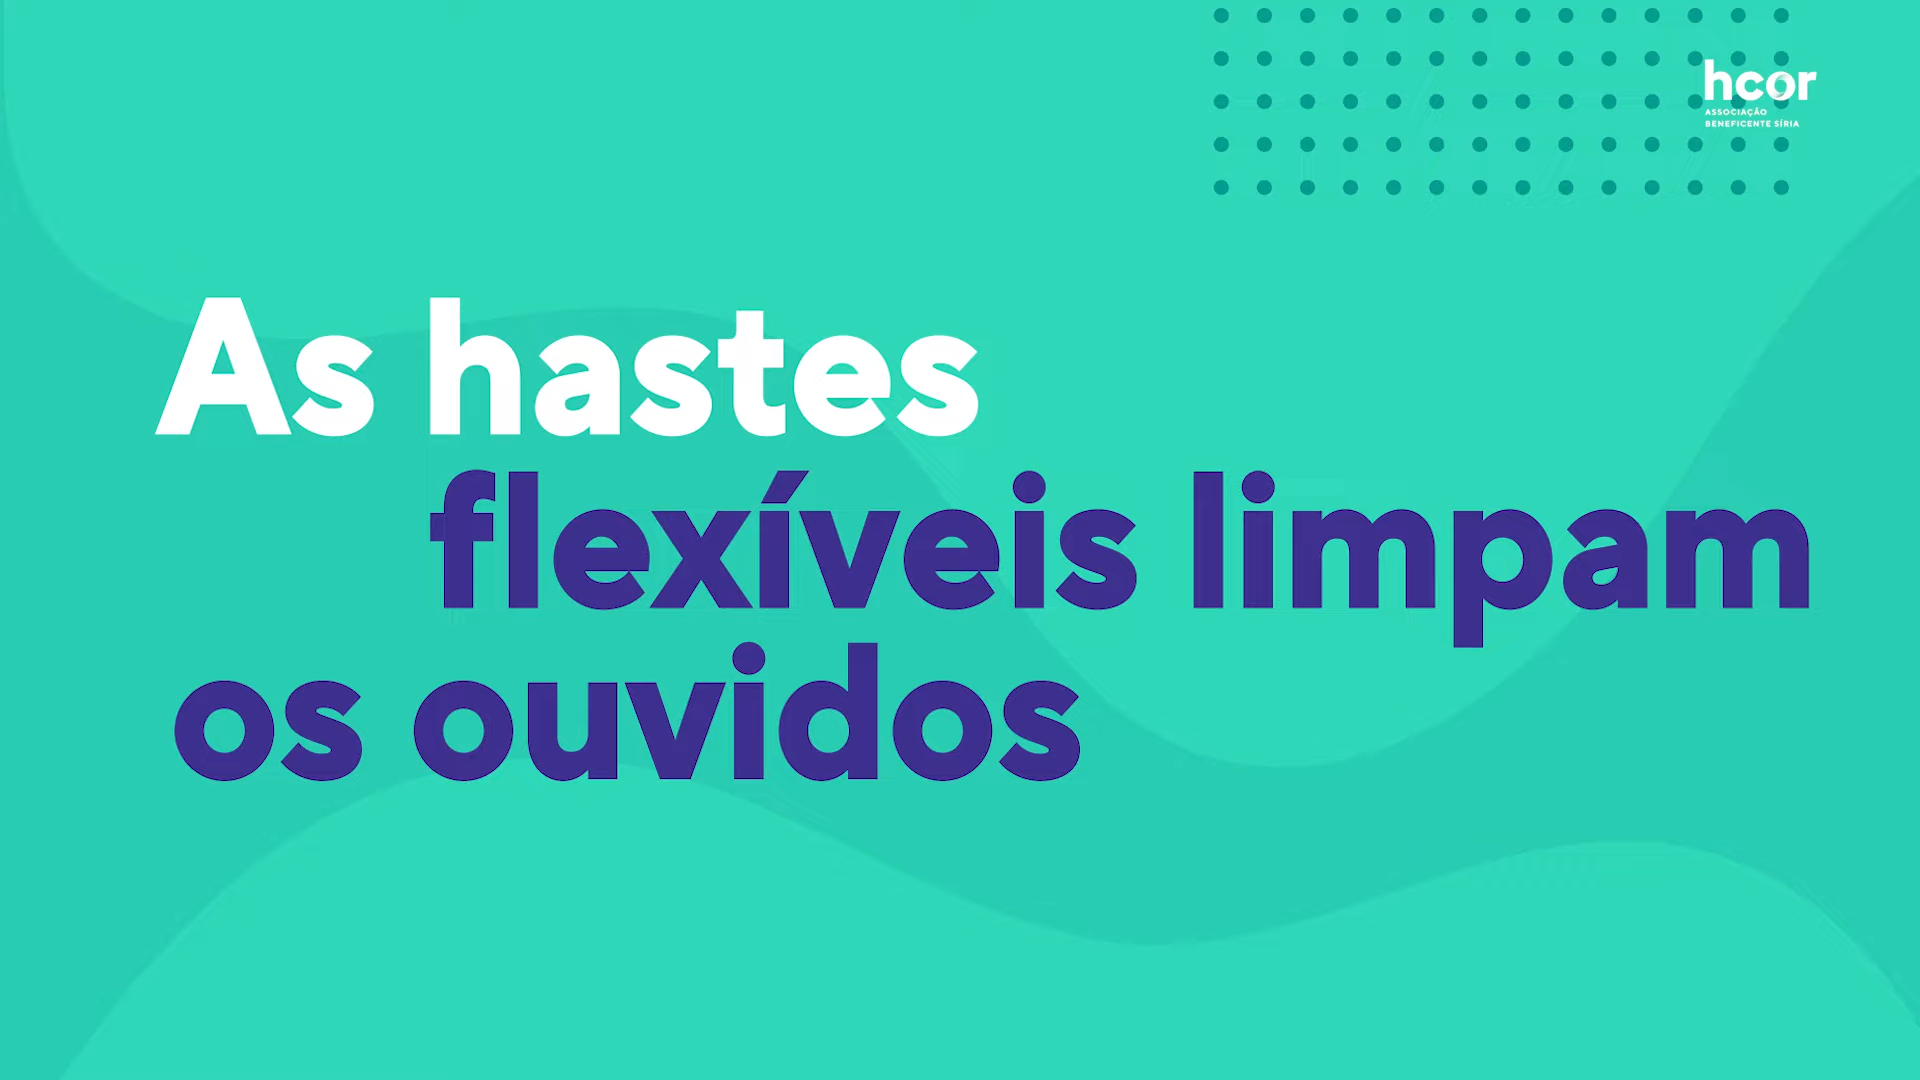 hcor
ASSOCIAÇÃO
BENEFICENTE SÍRIA
As hastes
flexíveis limpam
os ouvidos